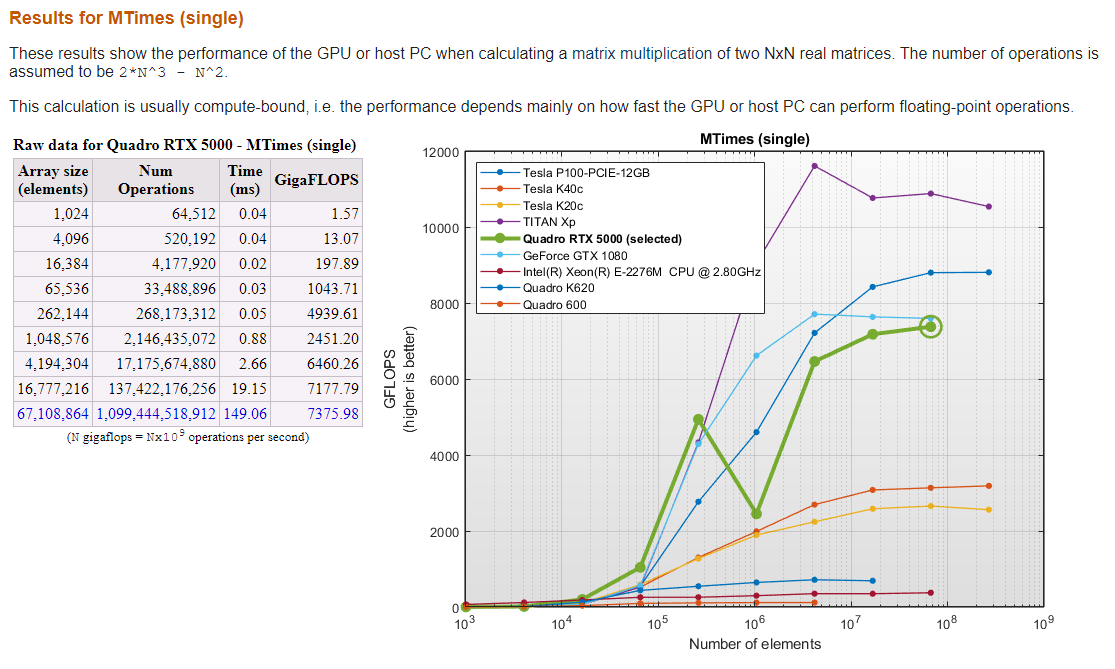 Results for MTimes (single)
These results show the performance of the GPU or host PC when calculating a matrix multiplication of two NxN real matrices. The number of operations is
assumed to be 2*N^3 - N^2.
This calculation is usually compute-bound, i.e. the performance depends mainly on how fast the GPU or host PC can perform floating-point operations.
Raw data for Quadro RTX 5000 - MTimes (single)
Array size (elements) Num Operations Time (ms) GigaFLOPS
1,024 64,512 0.04 1.57
4,096 520,192 0.04 13.07
16,384 4,177,920 0.02 197.89
65,536 33,488,896 0.03 1043.71
262,144 268,173,312 0.05 4939.61
1,048,576 2,146,435,072 0.88 2451.20
4,194,304 17,175,674,880 2.66 6460.26
16,777,216 137,422,176,256 19.15 7177.79
67,108,864 1,099,444,518,912 149.06 7375.98
(N gigaflops = Nx10⁹ operations per second)
MTimes (single)
12000
10000
8000
6000
4000
2000
0
GFLOPS
(higher is better)
Tesla P100-PCIE-12GB
Tesla K40c
Tesla K20c
TITAN Xp
Quadro RTX 5000 (selected)
GeForce GTX 1080
Intel(R) Xeon(R) E-2276M CPU @ 2.80GHz
Quadro K620
Quadro 600
10³ 10⁴ 10⁵ 10⁶ 10⁷ 10⁸ 10⁹
Number of elements